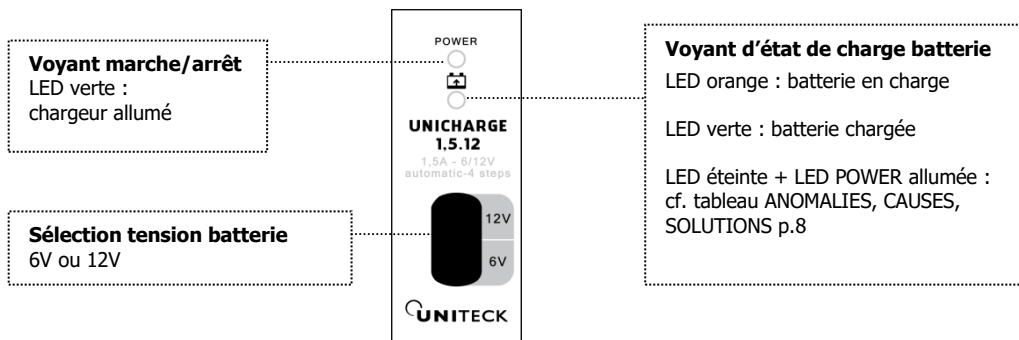 Voyant marche/arrêt
LED verte :
chargeur allumé
Sélection tension batterie
6V ou 12V
POWER
UNICHARGE
1,5.12
1,5A - 6/12V
automatic-4 steps
12V
6V
UNITECK
Voyant d’état de charge batterie
LED orange : batterie en charge
LED verte : batterie chargée
LED éteinte + LED POWER allumée :
cf. tableau ANOMALIES, CAUSES,
SOLUTIONS p.8